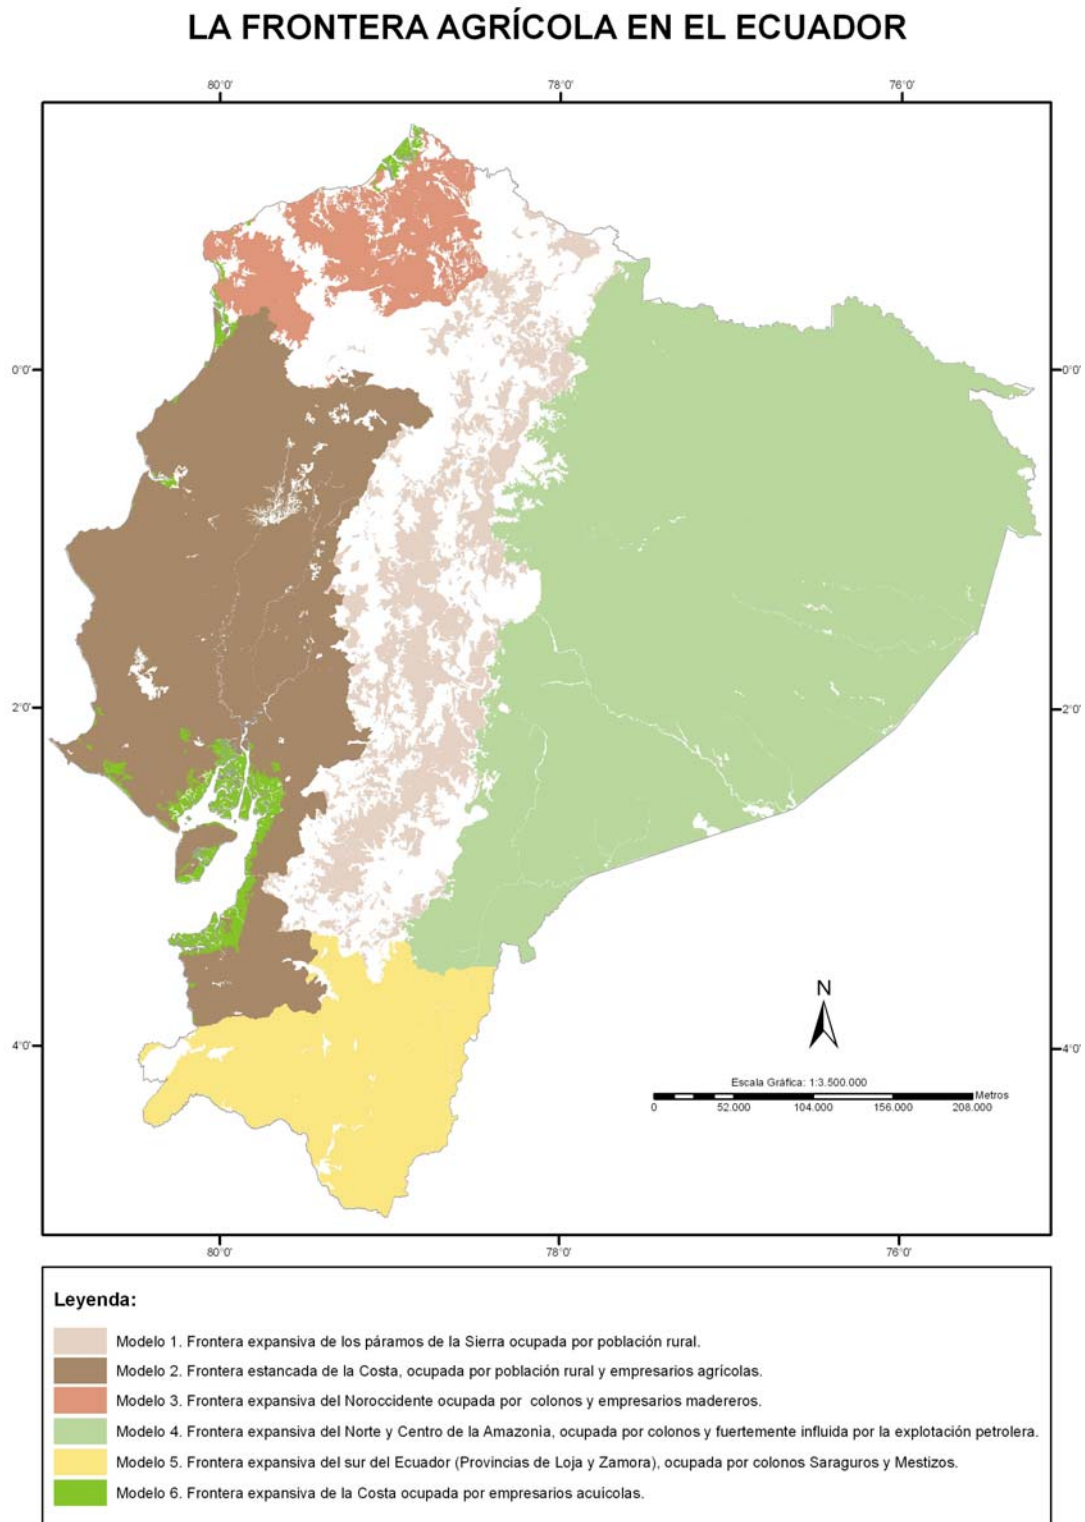 LA FRONTERA AGRÍCOLA EN EL ECUADOR
80°0' 78°0' 76°0'
0°0' 0°0'
2°0' 2°0'
N
4°0' 4°0'
Escala Gráfica: 1:3.500.000
Metros
0 52.000 104.000 156.000 208.000
80°0' 78°0' 76°0'
Leyenda:
Modelo 1. Frontera expansiva de los páramos de la Sierra ocupada por población rural.
Modelo 2. Frontera estancada de la Costa, ocupada por población rural y empresarios agrícolas.
Modelo 3. Frontera expansiva del Noroccidente ocupada por colonos y empresarios madereros.
Modelo 4. Frontera expansiva del Norte y Centro de la Amazonia, ocupada por colonos y fuertemente influida por la explotación petrolera.
Modelo 5. Frontera expansiva del sur del Ecuador (Provincias de Loja y Zamora), ocupada por colonos Saraguros y Mestizos.
Modelo 6. Frontera expansiva de la Costa ocupada por empresarios acuícolas.